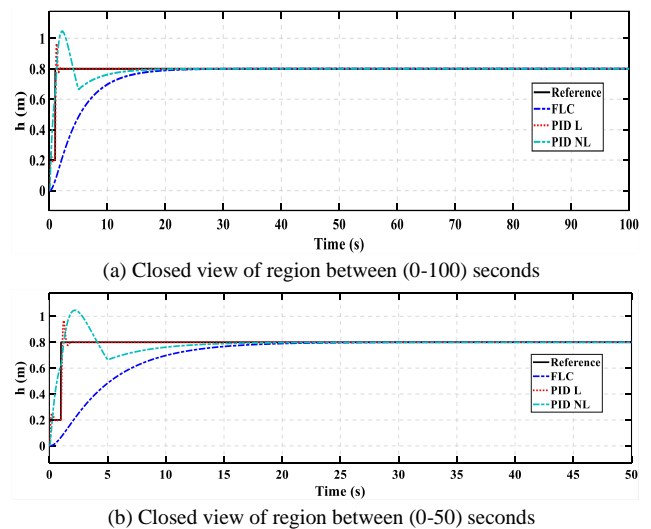 1
0.8
0.6
0.4
0.2
0
h (m)
Reference
FLC
PID L
PID NL
0 10 20 30 40 50 60 70 80 90 100
Time (s)
(a) Closed view of region between (0-100) seconds
1
0.8
0.6
0.4
0.2
0
h (m)
Reference
FLC
PID L
PID NL
0 5 10 15 20 25 30 35 40 45 50
Time (s)
(b) Closed view of region between (0-50) seconds